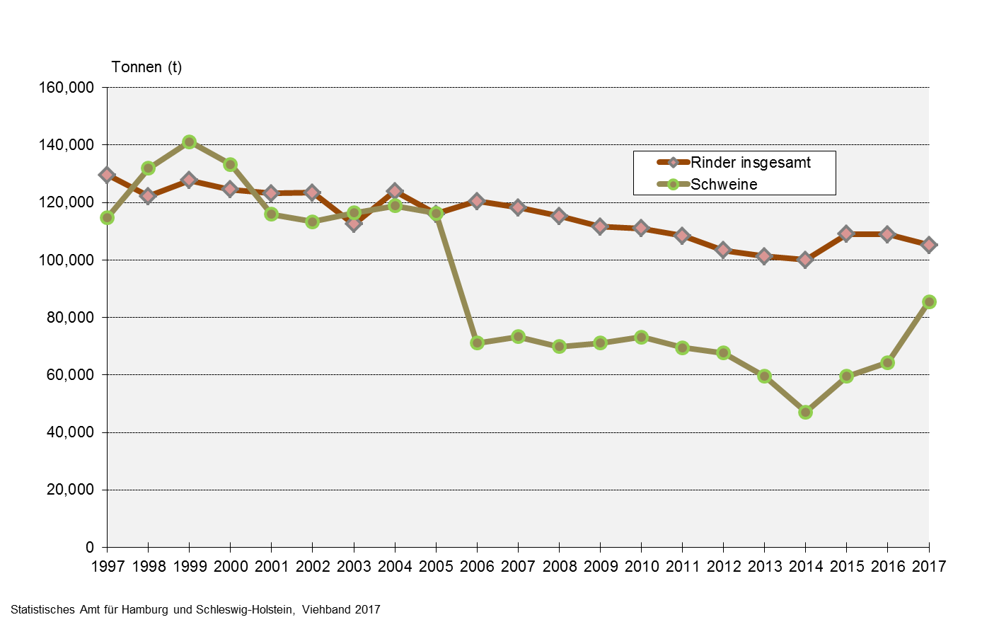 Tonnen (t)
160,000
140,000
120,000
100,000
80,000
60,000
40,000
20,000
0
Rinder insgesamt
Schweine
1997 1998 1999 2000 2001 2002 2003 2004 2005 2006 2007 2008 2009 2010 2011 2012 2013 2014 2015 2016 2017
Statistisches Amt für Hamburg und Schleswig-Holstein, Viehband 2017